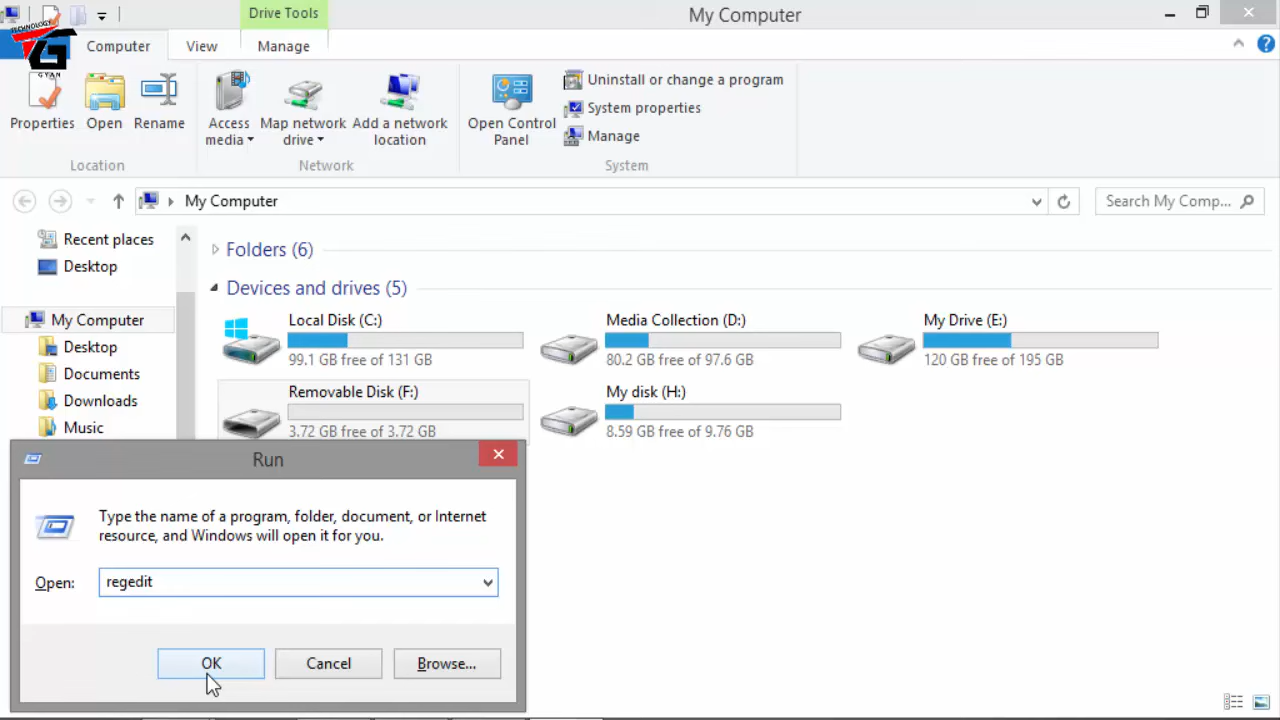 Drive Tools
My Computer
TECHNOLOGY
TG
GYAN
Computer
View
Manage
Properties
Open
Rename
Access media
Map network drive
Add a network location
Open Control Panel
Uninstall or change a program
System properties
Manage
Location
Network
System
My Computer
Search My Comp...
Recent places
Desktop
My Computer
Desktop
Documents
Downloads
Music
Folders (6)
Devices and drives (5)
Local Disk (C:)
99.1 GB free of 131 GB
Media Collection (D:)
80.2 GB free of 97.6 GB
My Drive (E:)
120 GB free of 195 GB
Removable Disk (F:)
3.72 GB free of 3.72 GB
My disk (H:)
8.59 GB free of 9.76 GB
Run
Type the name of a program, folder, document, or Internet
resource, and Windows will open it for you.
Open:
regedit
OK
Cancel
Browse...